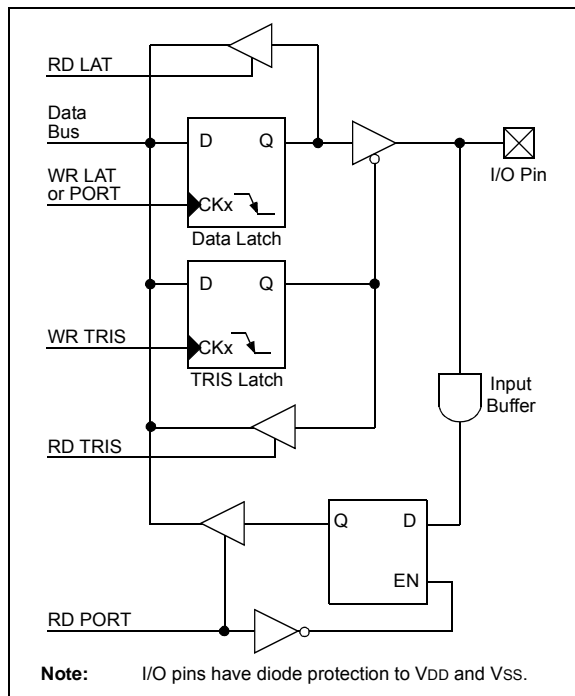 RD LAT
Data
Bus
D Q
WR LAT
or PORT
CKx
Data Latch
I/O Pin
D Q
WR TRIS
CKx
TRIS Latch
Input
Buffer
RD TRIS
Q D
EN
RD PORT
Note: I/O pins have diode protection to VDD and VSS.